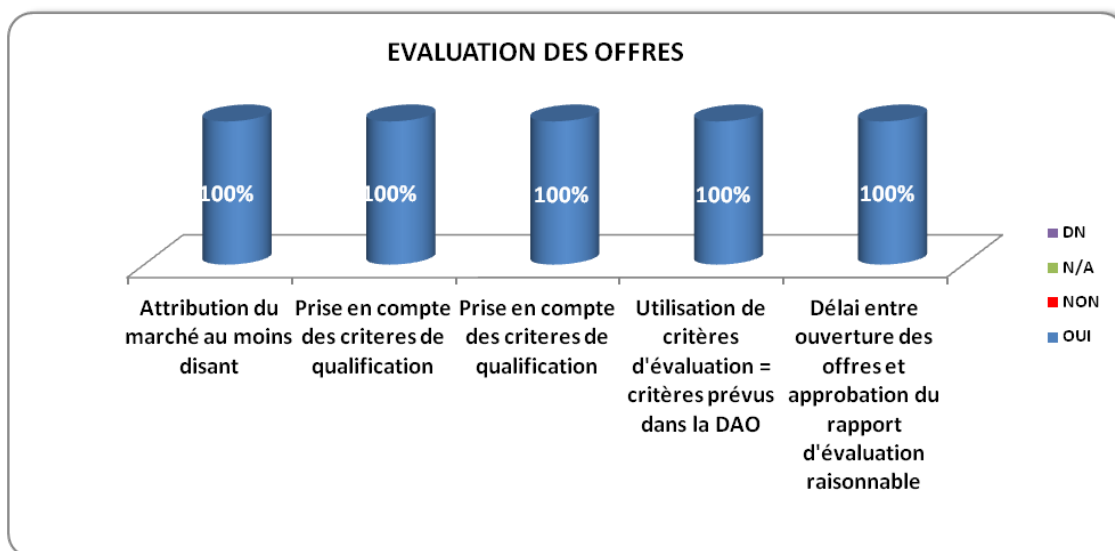 EVALUATION DES OFFRES
100%
100%
100%
100%
100%
DN
N/A
NON
OUI
Attribution du
marché au moins
disant
Prise en compte
des criteres de
qualification
Prise en compte
des criteres de
qualification
Utilisation de
critères
d'évaluation =
critères prévus
dans la DAO
Délai entre
ouverture des
offres et
approbation du
rapport
d'évaluation
raisonnable